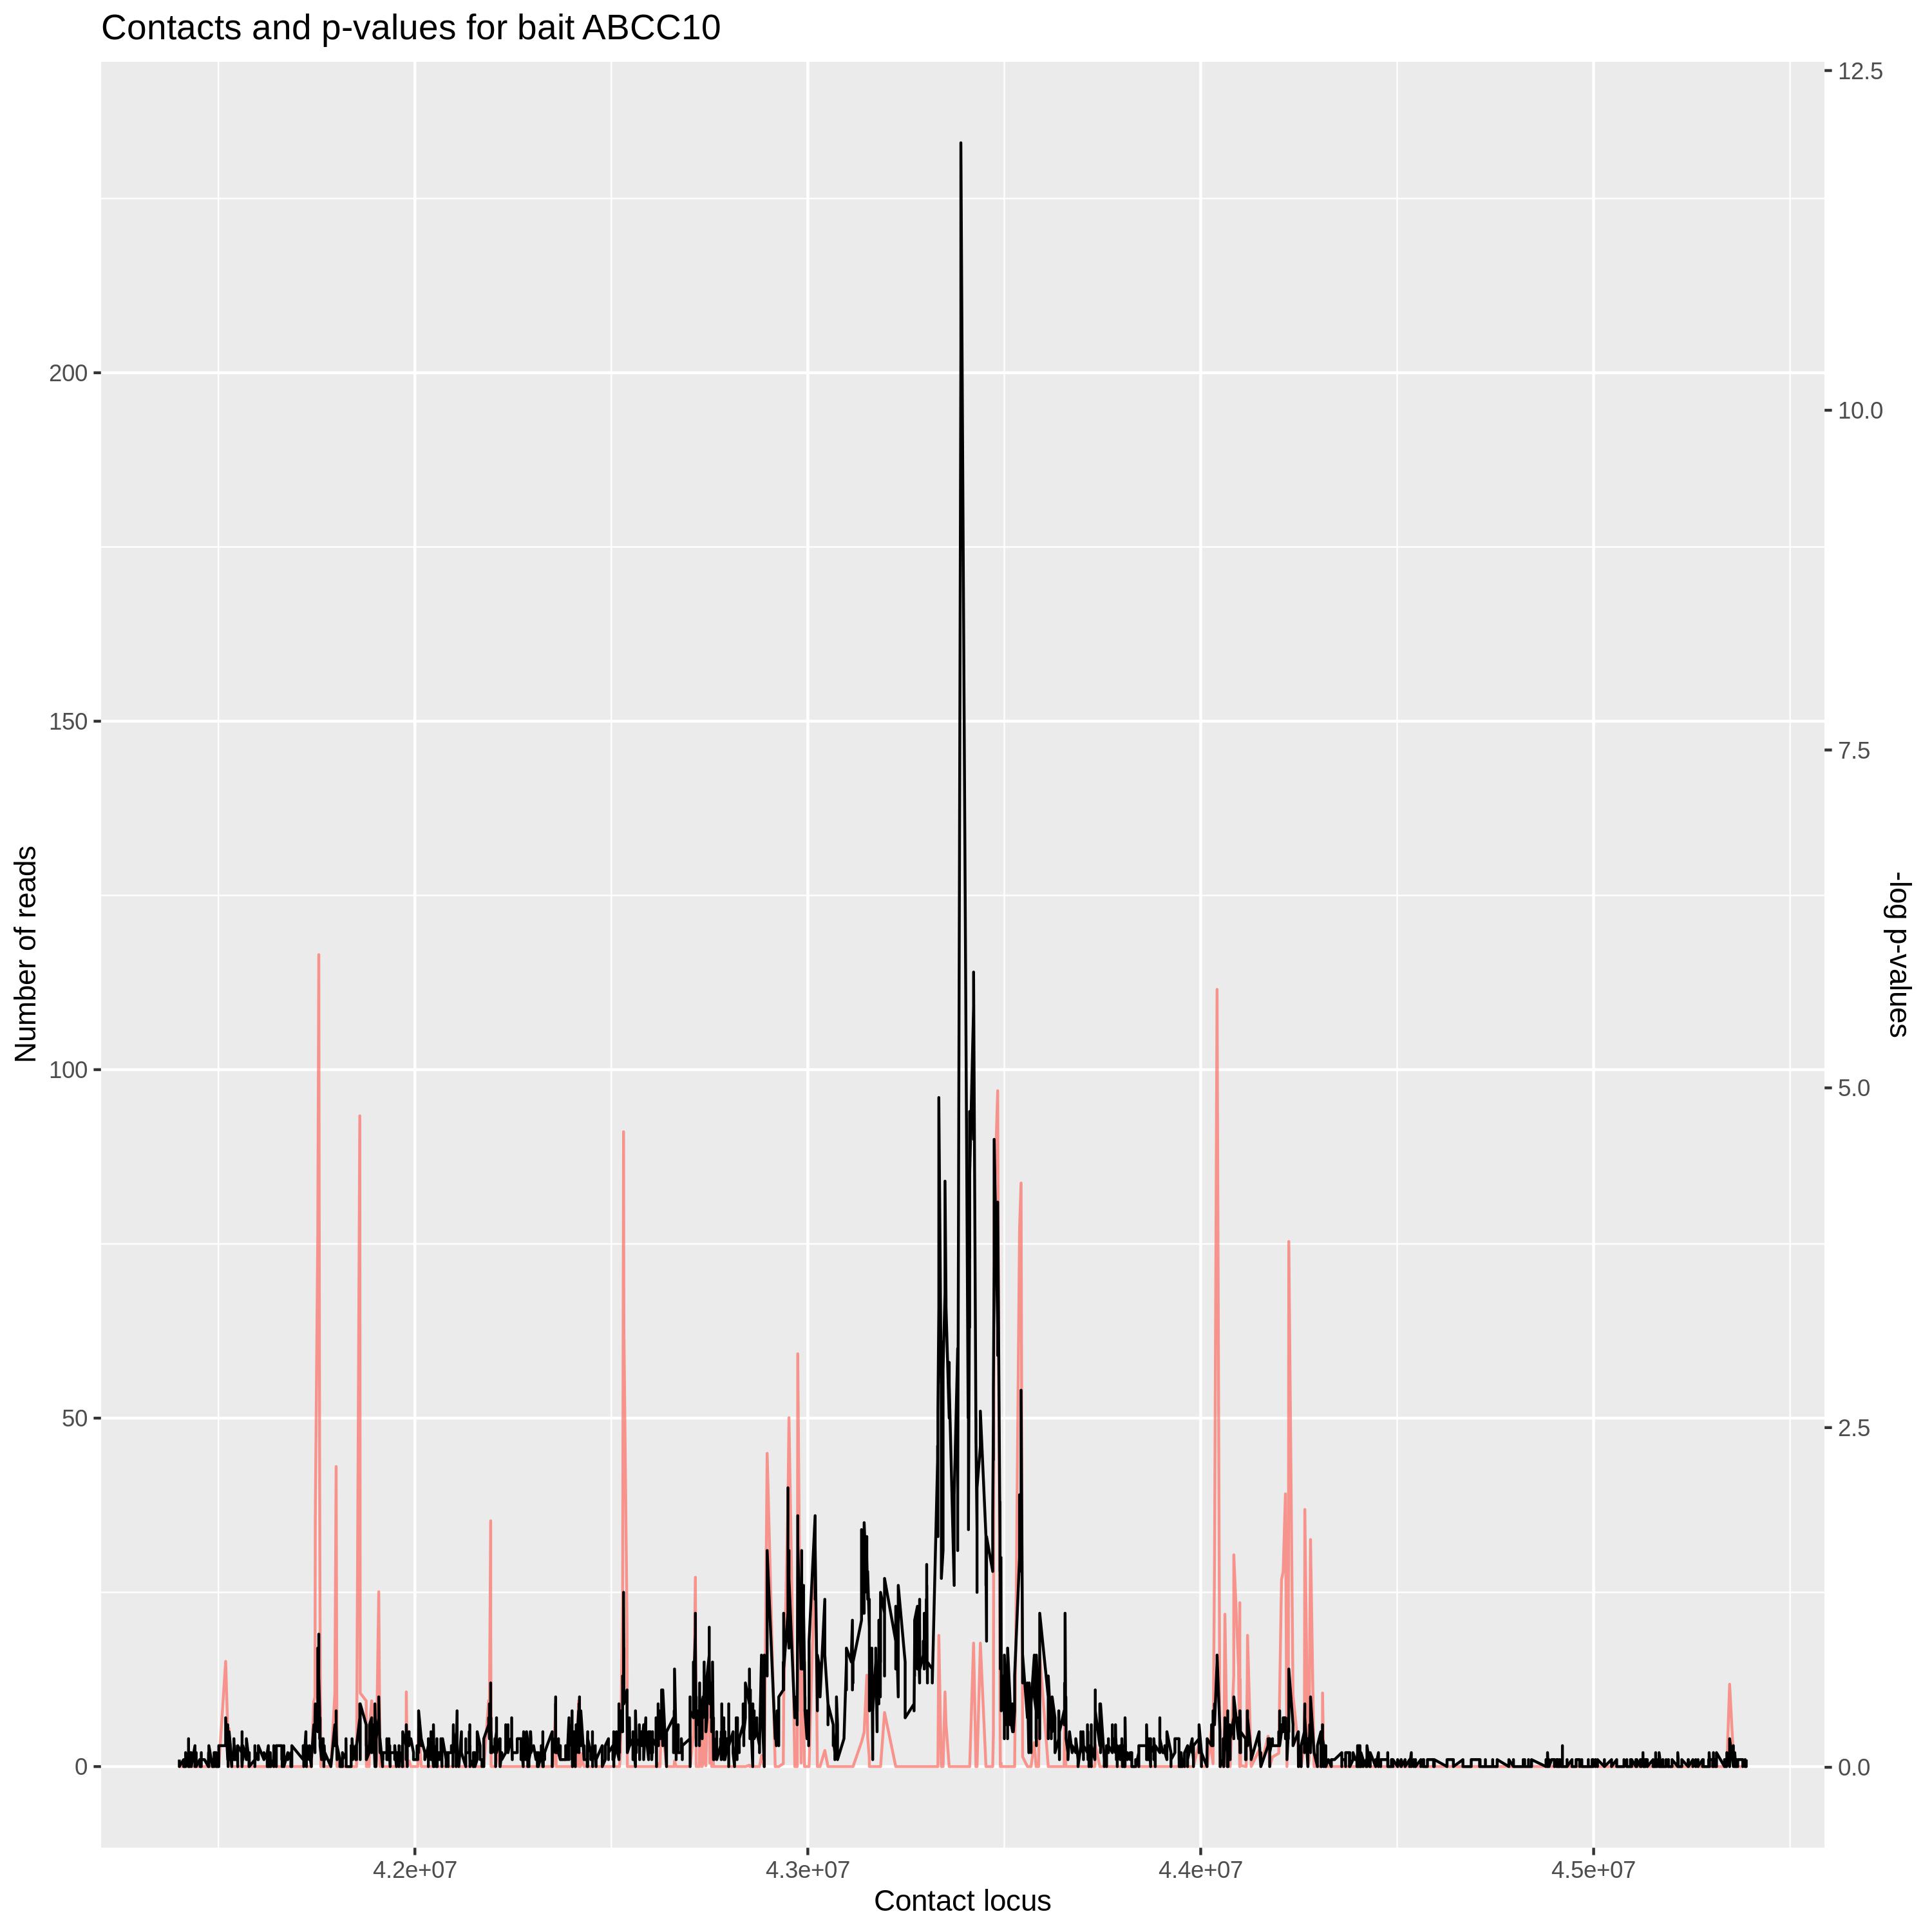 Contacts and p-values for bait ABCC10
Number of reads
200
150
100
50
0
12.5
10.0
7.5
5.0
2.5
0.0
-log p-values
4.2e+07
4.3e+07
4.4e+07
4.5e+07
Contact locus